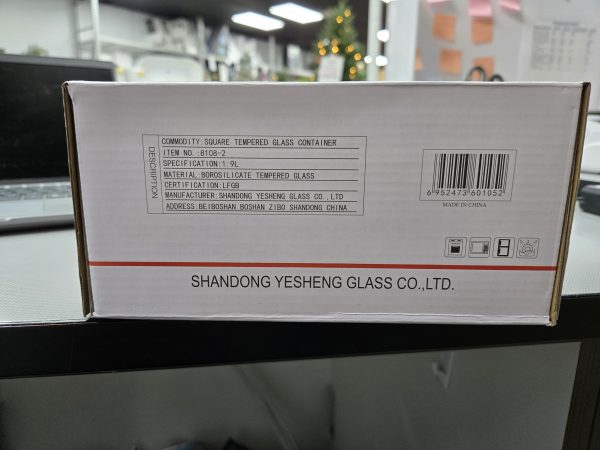 DESCRIPTION
COMMODITY:SQUARE TEMPERED GLASS CONTAINER
ITEM NO. :8108-2
SPECIFICATION:1.9L
MATERIAL:BOROSILICATE TEMPERED GLASS
CERTIFICATION:LFGB
MANUFACTURER:SHANDONG YESHENG GLASS CO.,LTD
ADDRESS:BEIBOSHAN BOSHAN ZIBO SHANDONG CHINA
6 952473 601052
MADE IN CHINA
SHANDONG YESHENG GLASS CO.,LTD.